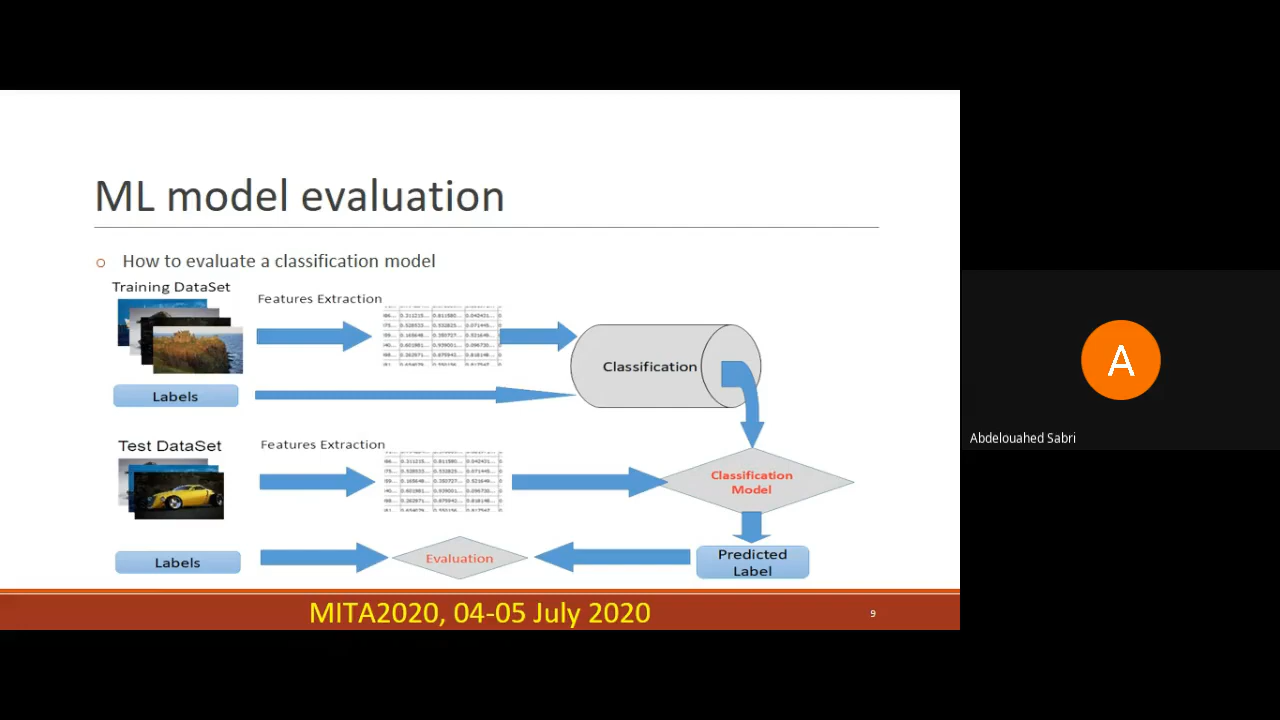 ML model evaluation
o How to evaluate a classification model
Training DataSet
Features Extraction
Labels
Classification
Test DataSet
Features Extraction
Classification
Model
Labels
Evaluation
Predicted
Label
MITA2020, 04-05 July 2020
9
A
Abdelouahed Sabri